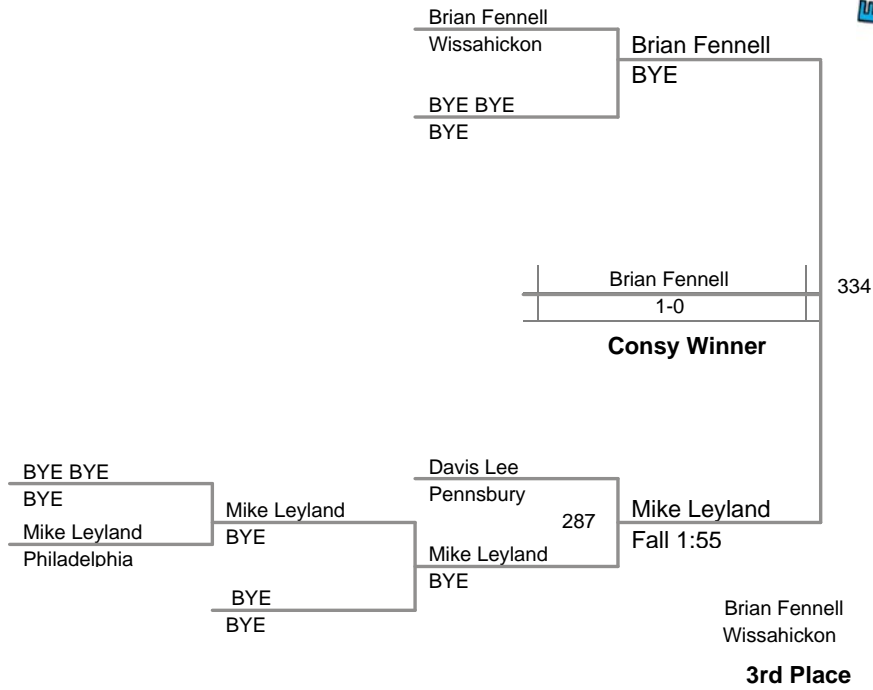 Brian Fennell
Wissahickon
Brian Fennell
BYE
BYE BYE
BYE
Brian Fennell
334
1-0
Consy Winner
BYE BYE
BYE
Mike Leyland
Philadelphia
Mike Leyland
BYE
BYE
BYE
Davis Lee
Pennsbury
287
Mike Leyland
BYE
Mike Leyland
Fall 1:55
Brian Fennell
Wissahickon
3rd Place